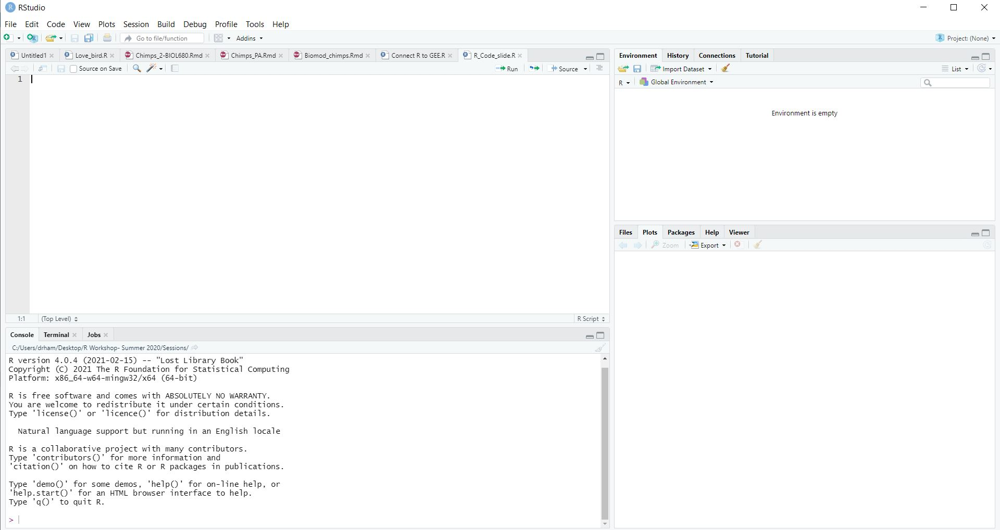 RStudio
File Edit Code View Plots Session Build Debug Profile Tools Help
Go to file/function Addins Project: (None)
Untitled1 Love_bird.R Chimps_2-BIOL680.Rmd Chimps_PA.Rmd Biomod_chimps.Rmd Connect R to GEE.R R_Code_slide.R
Source on Save Run Source
1
1:1 (Top Level) R Script
Console Terminal Jobs
C:/Users/drham/Desktop/R Workshop- Summer 2020/Sessions/
R version 4.0.4 (2021-02-15) -- "Lost Library Book"
Copyright (C) 2021 The R Foundation for Statistical Computing
Platform: x86_64-w64-mingw32/x64 (64-bit)
R is free software and comes with ABSOLUTELY NO WARRANTY.
You are welcome to redistribute it under certain conditions.
Type 'license()' or 'licence()' for distribution details.
Natural language support but running in an English locale
R is a collaborative project with many contributors.
Type 'contributors()' for more information and
'citation()' on how to cite R or R packages in publications.
Type 'demo()' for some demos, 'help()' for on-line help, or
'help.start()' for an HTML browser interface to help.
Type 'q()' to quit R.
>
Environment History Connections Tutorial
Import Dataset List
R Global Environment
Environment is empty
Files Plots Packages Help Viewer
Zoom Export